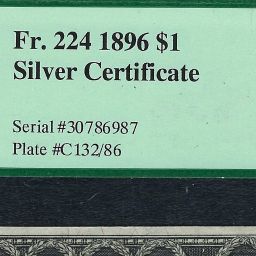 Fr. 224 1896 $1
Silver Certificate
Serial #30786987
Plate #C132/86